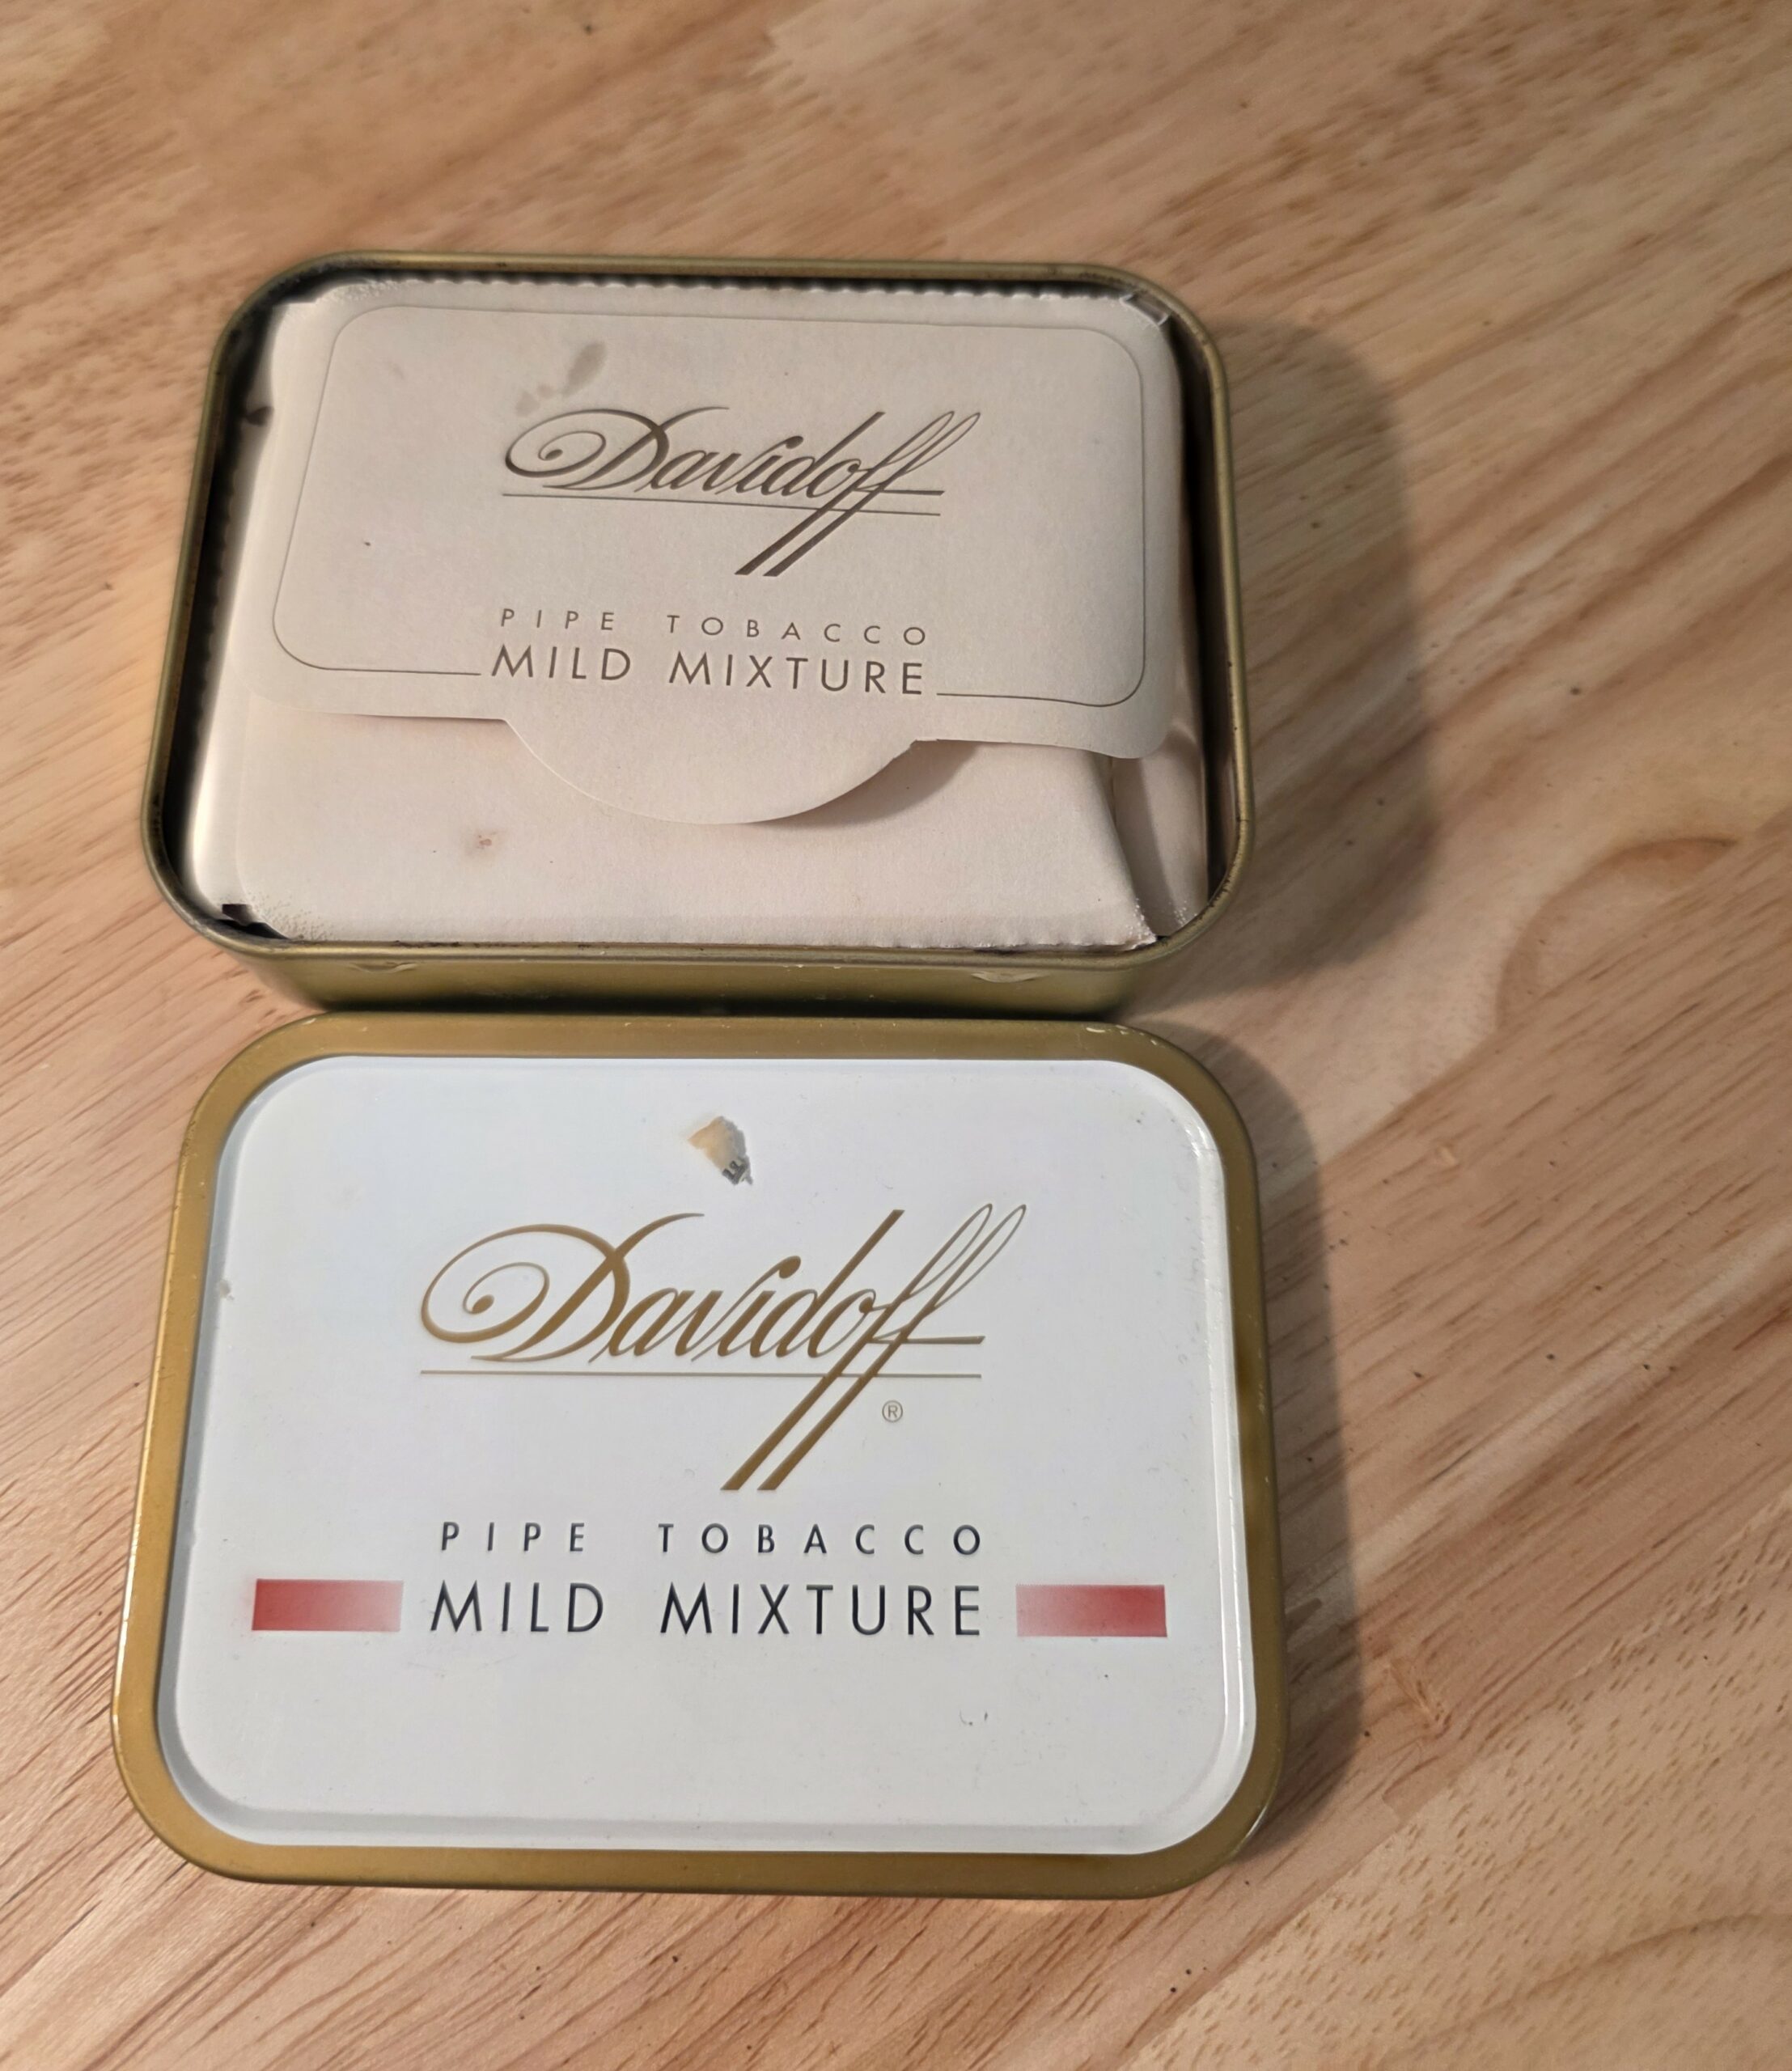 Davidoff
PIPE TOBACCO
MILD MIXTURE
Davidoff
®
PIPE TOBACCO
MILD MIXTURE